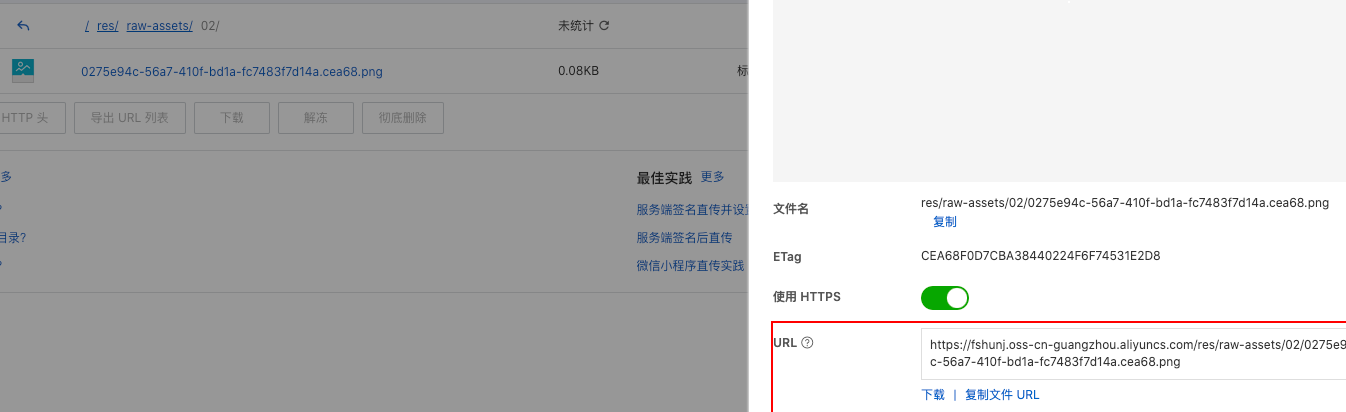 / res/ raw-assets/ 02/
未统计
0275e94c-56a7-410f-bd1a-fc7483f7d14a.cea68.png
0.08KB
标
HTTP 头
导出 URL 列表
下载
解冻
彻底删除
多
最佳实践 更多
?
服务端签名直传并设置
目录?
服务端签名后直传
?
微信小程序直传实践
文件名
res/raw-assets/02/0275e94c-56a7-410f-bd1a-fc7483f7d14a.cea68.png
复制
ETag
CEA68F0D7CBA38440224F6F74531E2D8
使用 HTTPS
URL ?
https://fshunj.oss-cn-guangzhou.aliyuncs.com/res/raw-assets/02/0275e9
c-56a7-410f-bd1a-fc7483f7d14a.cea68.png
下载 | 复制文件 URL